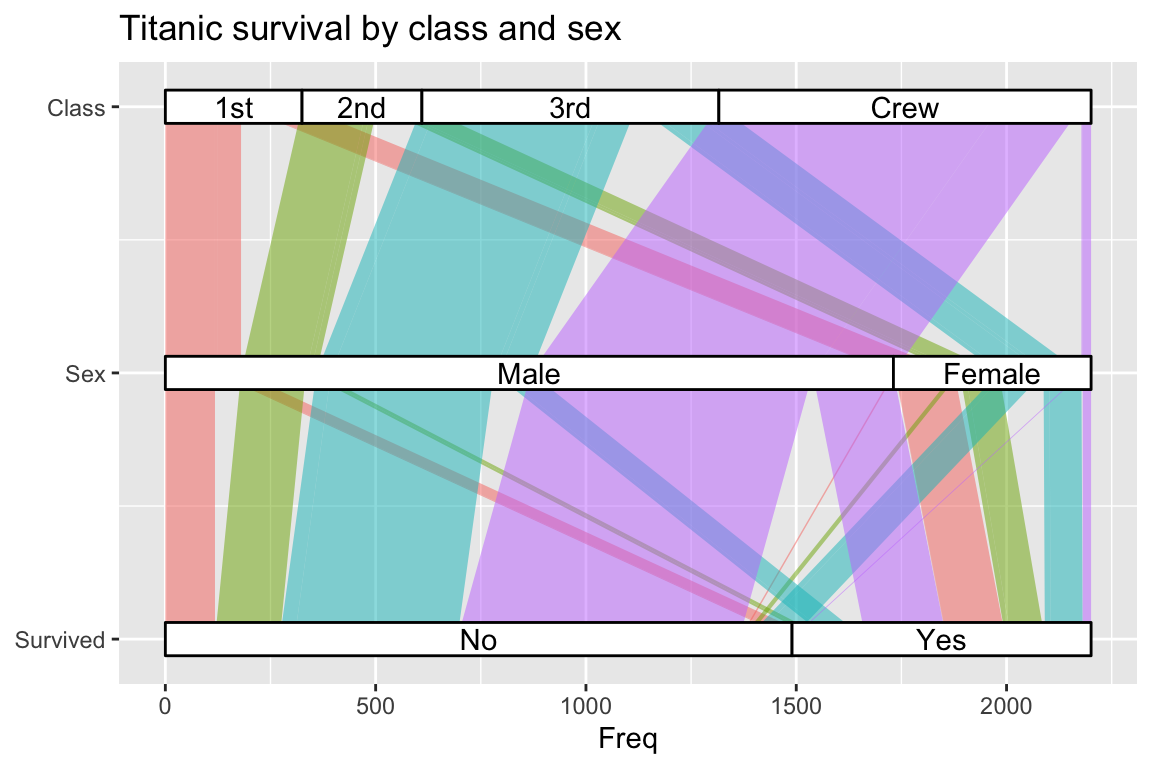 Titanic survival by class and sex
Class
1st 2nd 3rd Crew
Sex
Male Female
Survived
No Yes
0 500 1000 1500 2000
Freq